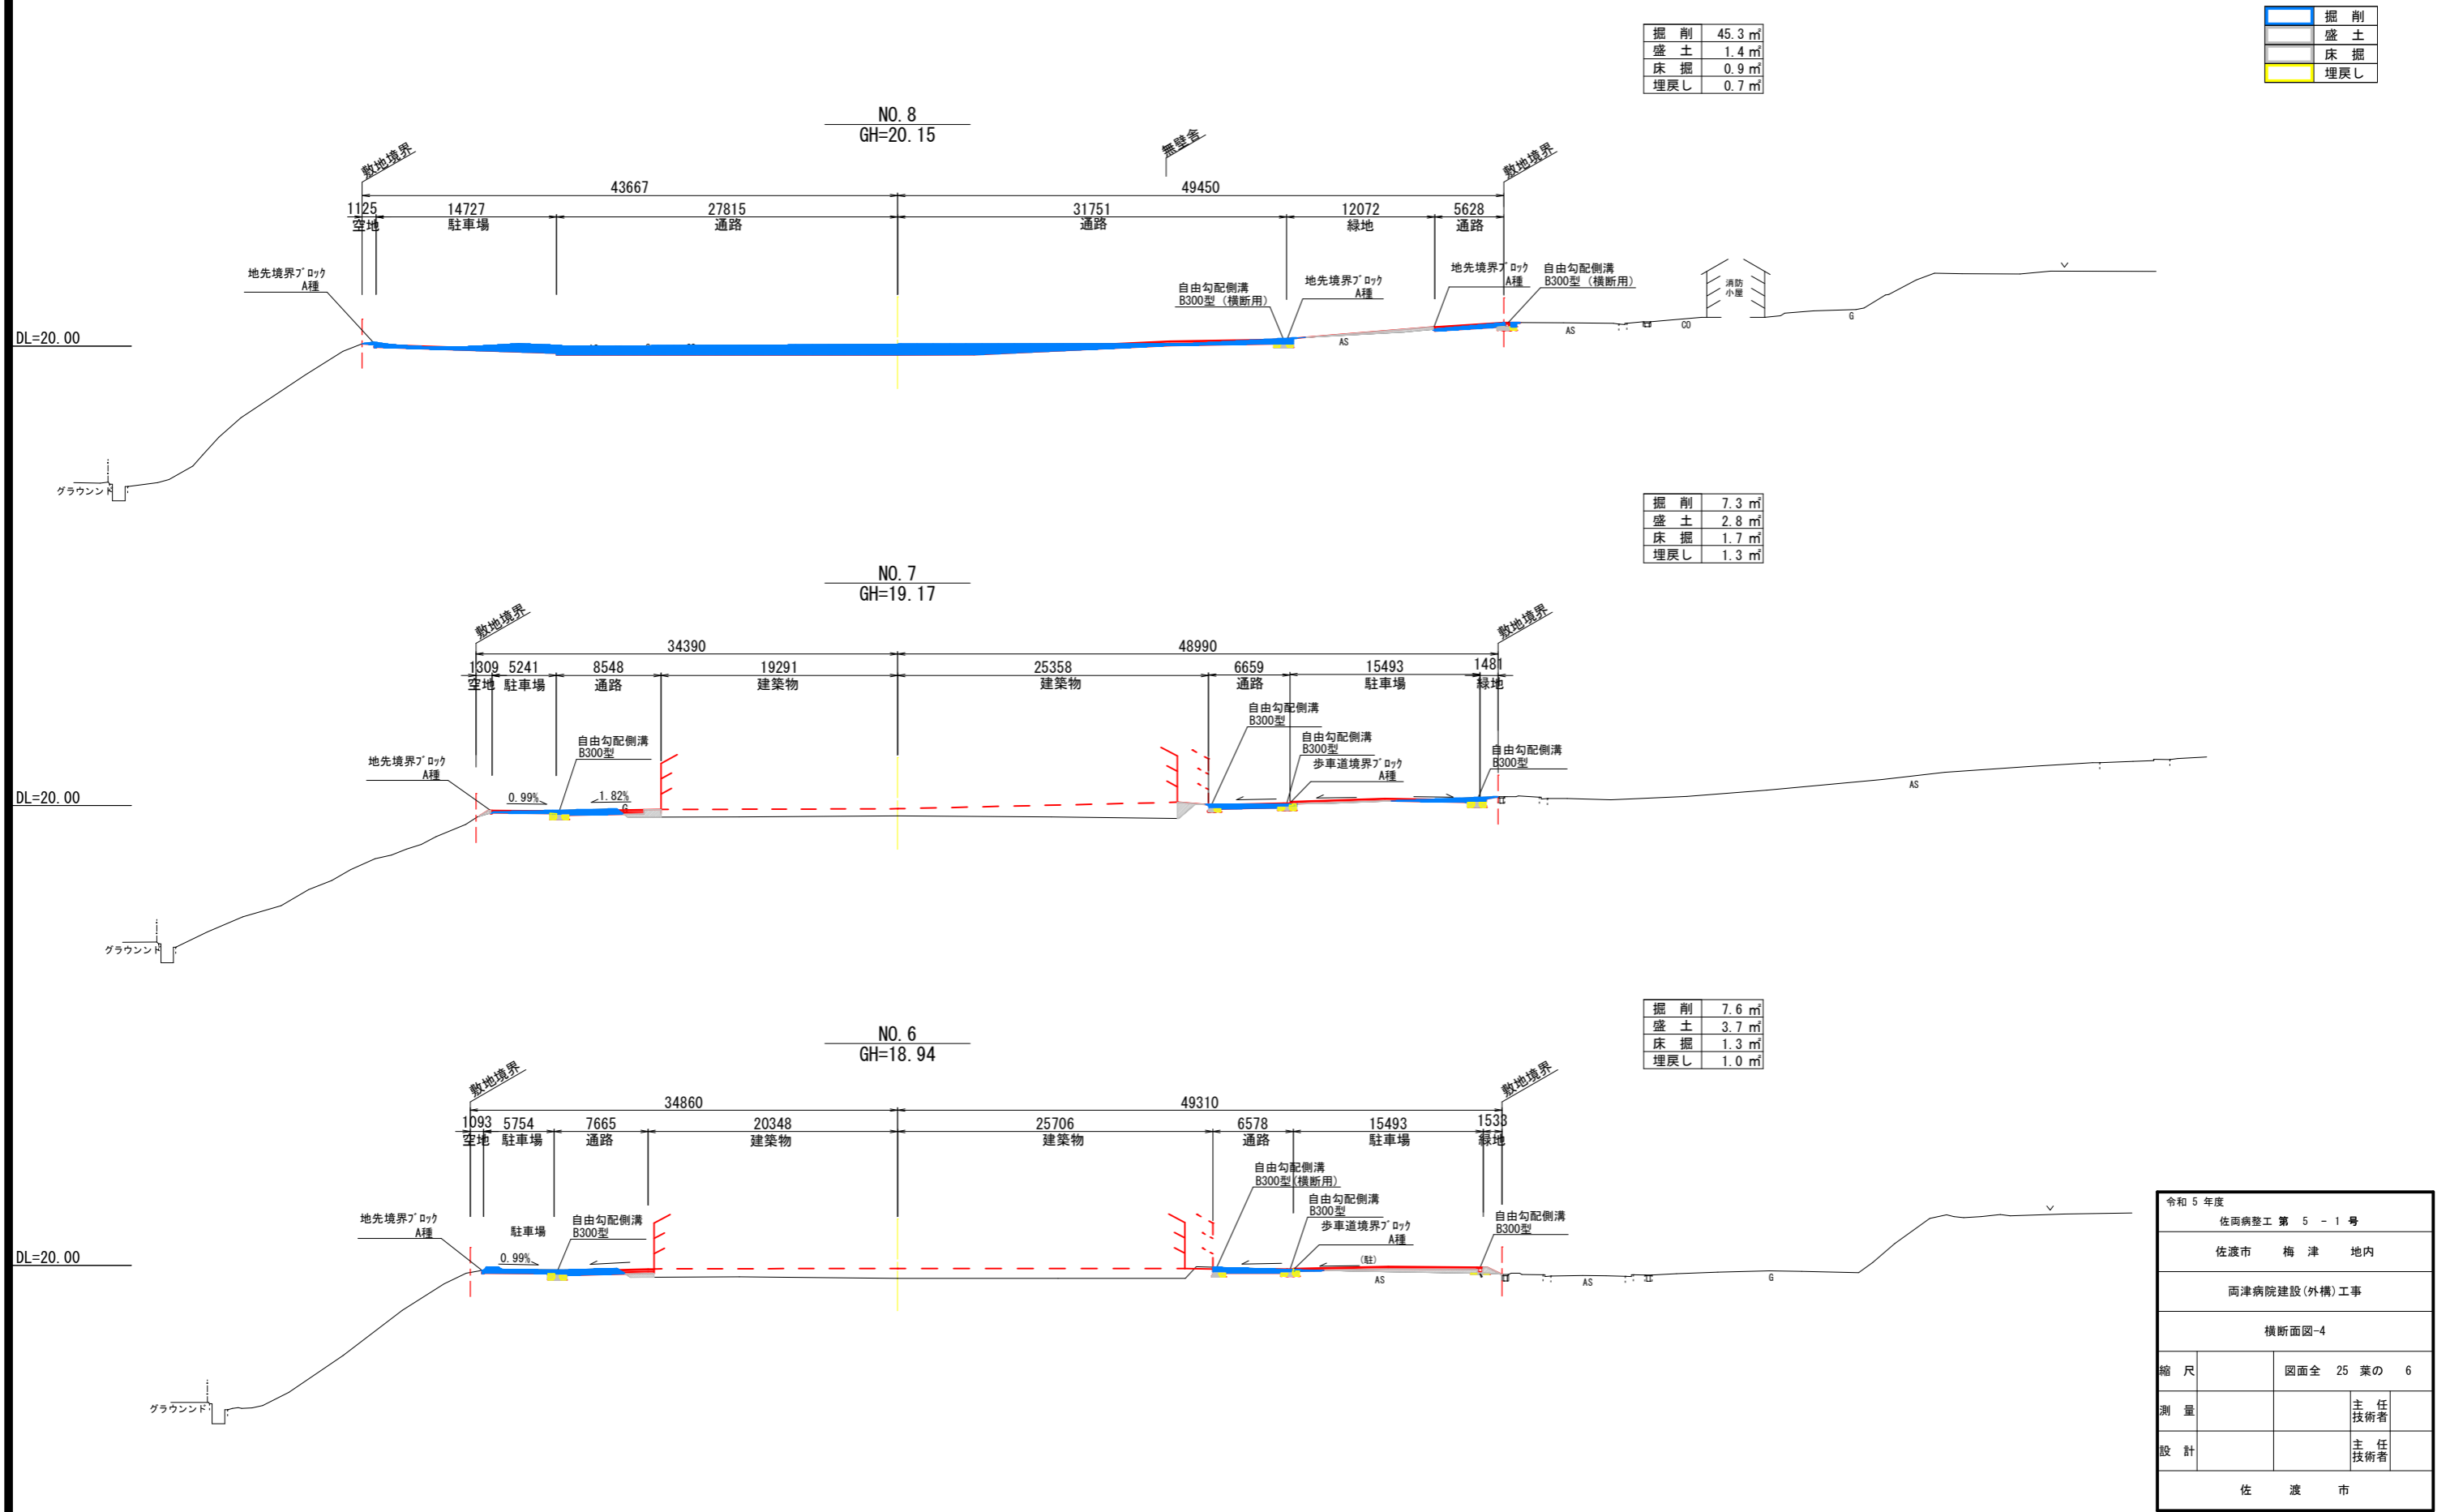 掘 削
盛 土
床 掘
埋戻し
掘 削 45.3 ㎡
盛 土 1.4 ㎡
床 掘 0.9 ㎡
埋戻し 0.7 ㎡
NO.8
GH=20.15
敷地境界
無壁舎
敷地境界
43667 49450
1125 14727 27815 31751 12072 5628
空地 駐車場 通路 通路 緑地 通路
地先境界ブロック
A種
自由勾配側溝
B300型（横断用）
地先境界ブロック
A種
地先境界ブロック
A種
自由勾配側溝
B300型（横断用）
消防
小屋
DL=20.00
AS
AS
CO
G
グラウンンド
掘 削 7.3 ㎡
盛 土 2.8 ㎡
床 掘 1.7 ㎡
埋戻し 1.3 ㎡
NO.7
GH=19.17
敷地境界
敷地境界
34390 48990
1309 5241 8548 19291 25358 6659 15493 1481
空地 駐車場 通路 建築物 建築物 通路 駐車場 緑地
地先境界ブロック
A種
自由勾配側溝
B300型
自由勾配側溝
B300型
自由勾配側溝
B300型
歩車道境界ブロック
A種
自由勾配側溝
B300型
DL=20.00
0.99%
1.82%
G
AS
グラウンンド
掘 削 7.6 ㎡
盛 土 3.7 ㎡
床 掘 1.3 ㎡
埋戻し 1.0 ㎡
NO.6
GH=18.94
敷地境界
敷地境界
34860 49310
1093 5754 7665 20348 25706 6578 15493 1533
空地 駐車場 通路 建築物 建築物 通路 駐車場 緑地
地先境界ブロック
A種
駐車場
自由勾配側溝
B300型
自由勾配側溝
B300型(横断用)
自由勾配側溝
B300型
歩車道境界ブロック
A種
自由勾配側溝
B300型
DL=20.00
0.99%
(駐)
AS
AS
G
グラウンンド
令和 5 年度
佐両病整工 第 5 - 1 号
佐渡市 梅 津 地内
両津病院建設(外構)工事
横断面図-4
縮 尺 図面全 25 葉の 6
測 量 主 任
技術者
設 計 主 任
技術者
佐 渡 市